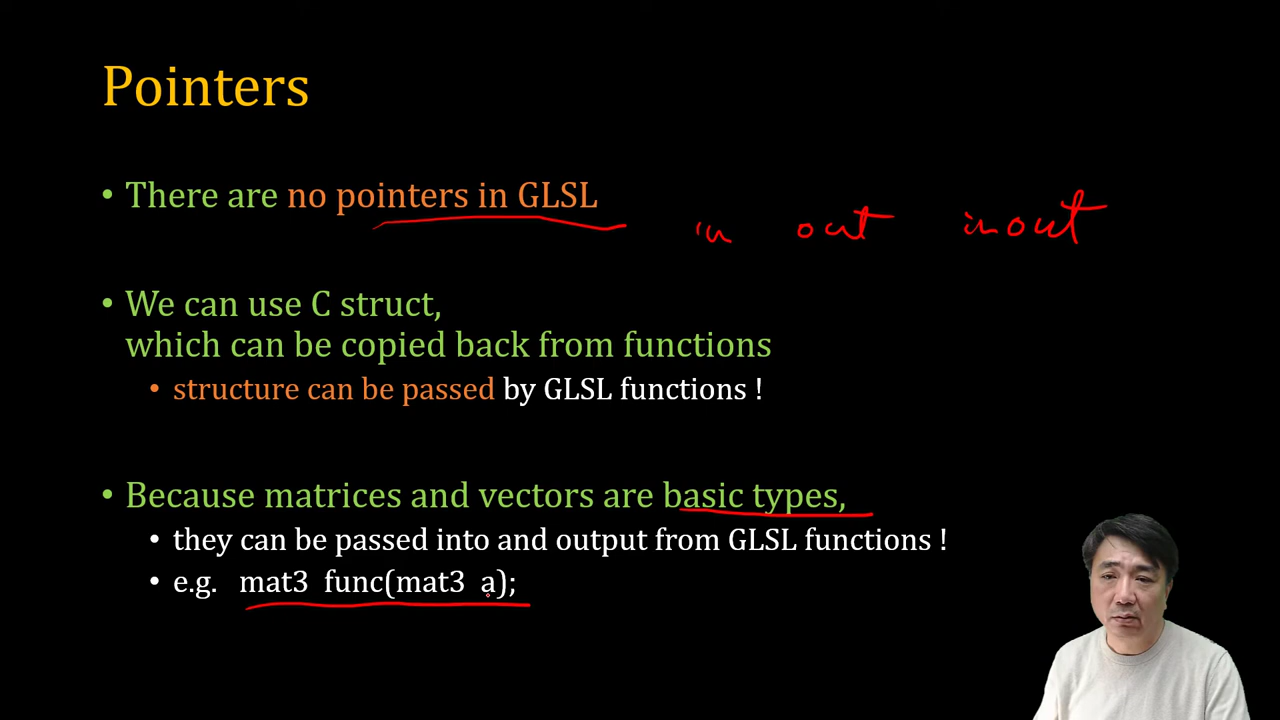 Pointers
• There are no pointers in GLSL
in out inout
• We can use C struct,
which can be copied back from functions
• structure can be passed by GLSL functions !
• Because matrices and vectors are basic types,
• they can be passed into and output from GLSL functions !
• e.g. mat3 func(mat3 a);